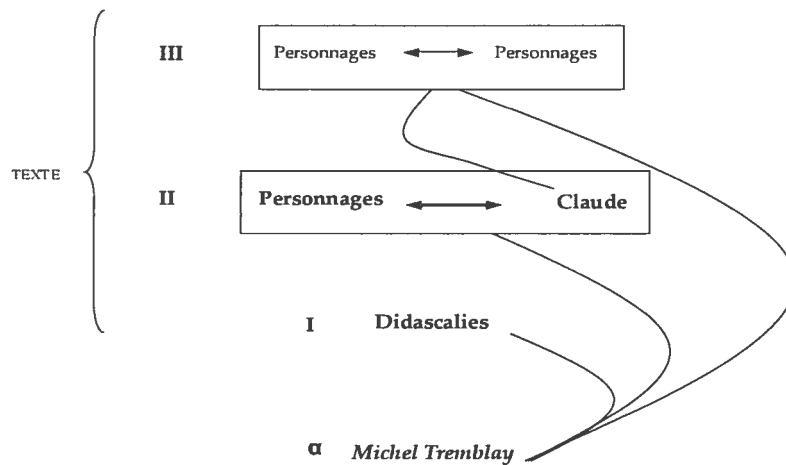 III Personnages Personnages
TEXTE
II Personnages Claude
I Didascalies
α Michel Tremblay